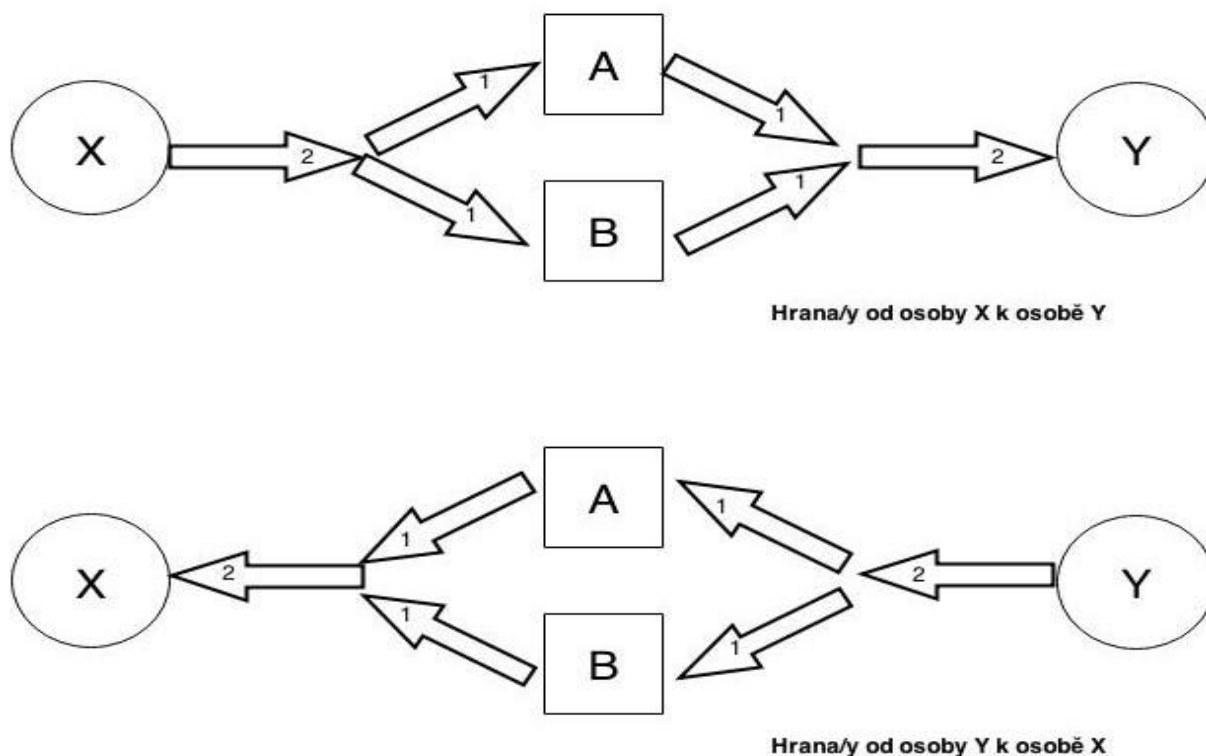 A
X
1
1
2
2
Y
1
1
B
Hrana/y od osoby X k osobě Y
A
1
1
X
2
2
Y
1
1
B
Hrana/y od osoby Y k osobě X